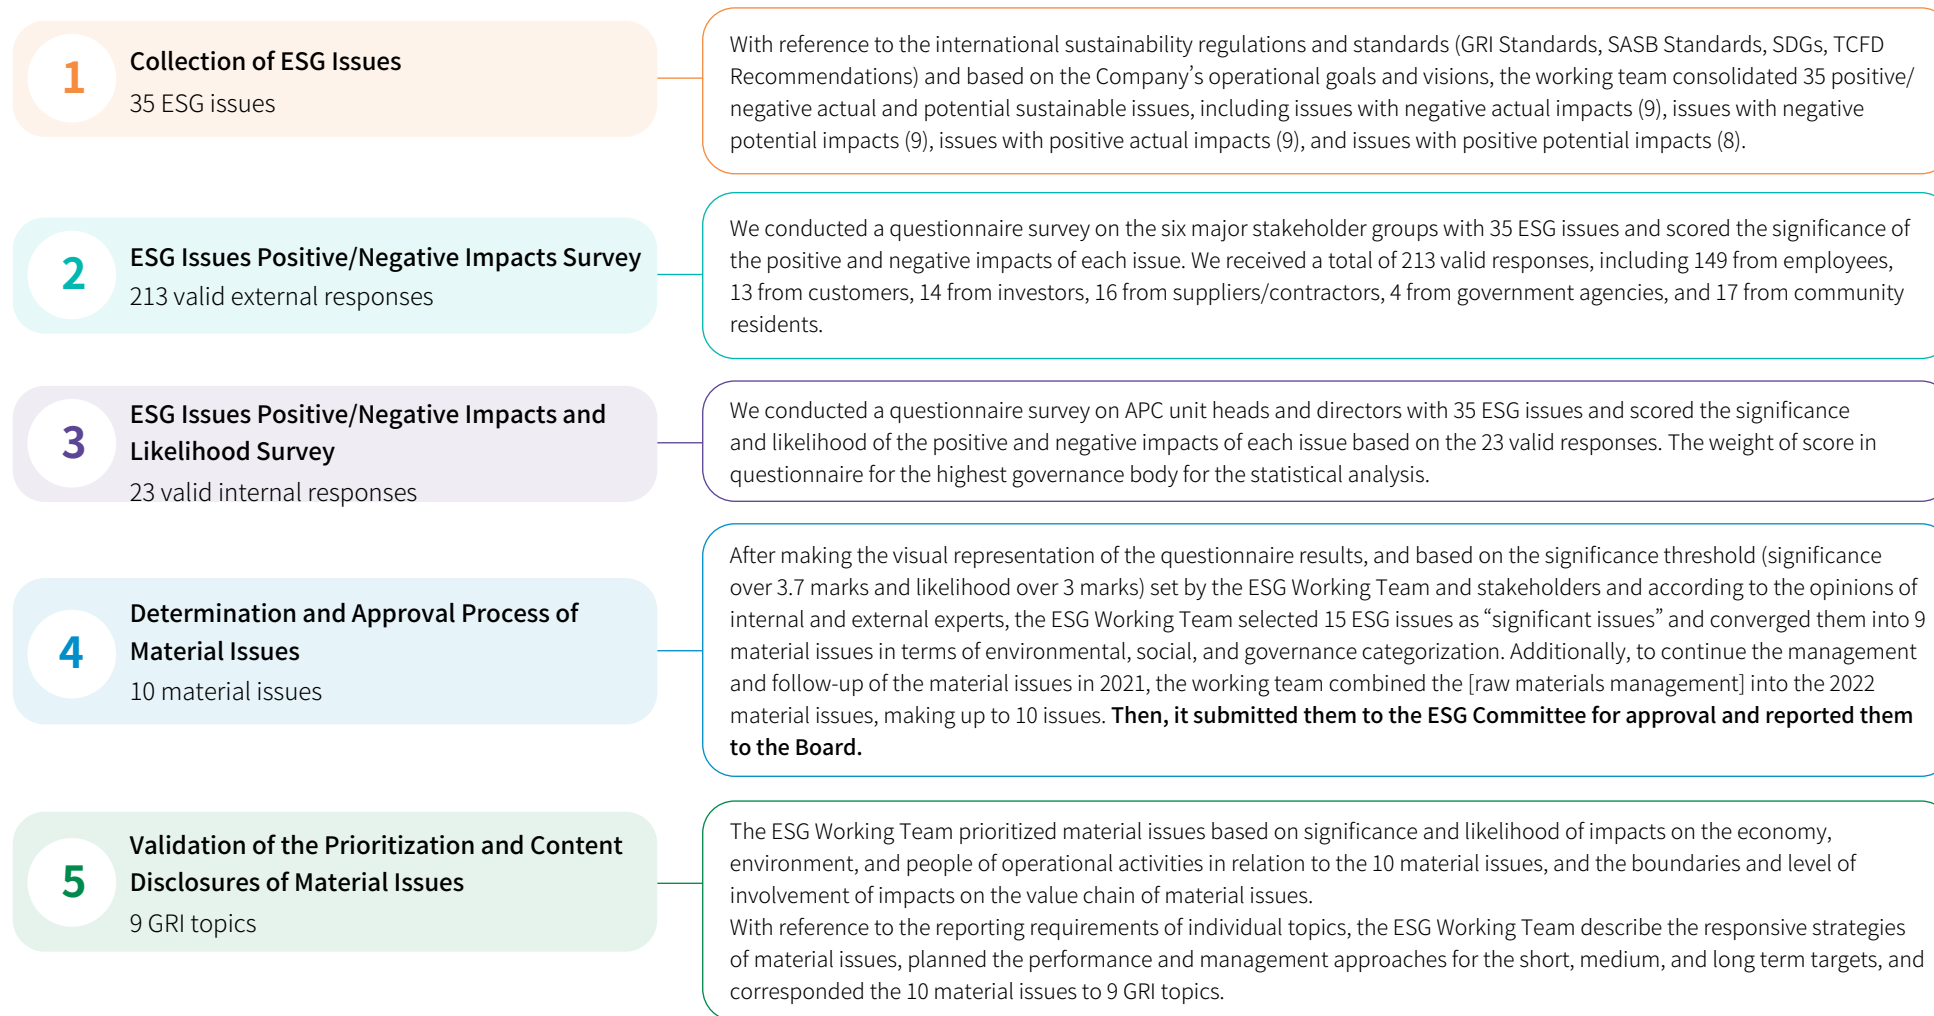 1
Collection of ESG Issues
35 ESG issues
With reference to the international sustainability regulations and standards (GRI Standards, SASB Standards, SDGs, TCFD
Recommendations) and based on the Company’s operational goals and visions, the working team consolidated 35 positive/
negative actual and potential sustainable issues, including issues with negative actual impacts (9), issues with negative
potential impacts (9), issues with positive actual impacts (9), and issues with positive potential impacts (8).
2
ESG Issues Positive/Negative Impacts Survey
213 valid external responses
We conducted a questionnaire survey on the six major stakeholder groups with 35 ESG issues and scored the significance of
the positive and negative impacts of each issue. We received a total of 213 valid responses, including 149 from employees,
13 from customers, 14 from investors, 16 from suppliers/contractors, 4 from government agencies, and 17 from community
residents.
3
ESG Issues Positive/Negative Impacts and
Likelihood Survey
23 valid internal responses
We conducted a questionnaire survey on APC unit heads and directors with 35 ESG issues and scored the significance
and likelihood of the positive and negative impacts of each issue based on the 23 valid responses. The weight of score in
questionnaire for the highest governance body for the statistical analysis.
4
Determination and Approval Process of
Material Issues
10 material issues
After making the visual representation of the questionnaire results, and based on the significance threshold (significance
over 3.7 marks and likelihood over 3 marks) set by the ESG Working Team and stakeholders and according to the opinions of
internal and external experts, the ESG Working Team selected 15 ESG issues as “significant issues” and converged them into 9
material issues in terms of environmental, social, and governance categorization. Additionally, to continue the management
and follow-up of the material issues in 2021, the working team combined the [raw materials management] into the 2022
material issues, making up to 10 issues. Then, it submitted them to the ESG Committee for approval and reported them
to the Board.
5
Validation of the Prioritization and Content
Disclosures of Material Issues
9 GRI topics
The ESG Working Team prioritized material issues based on significance and likelihood of impacts on the economy,
environment, and people of operational activities in relation to the 10 material issues, and the boundaries and level of
involvement of impacts on the value chain of material issues.
With reference to the reporting requirements of individual topics, the ESG Working Team describe the responsive strategies
of material issues, planned the performance and management approaches for the short, medium, and long term targets, and
corresponded the 10 material issues to 9 GRI topics.